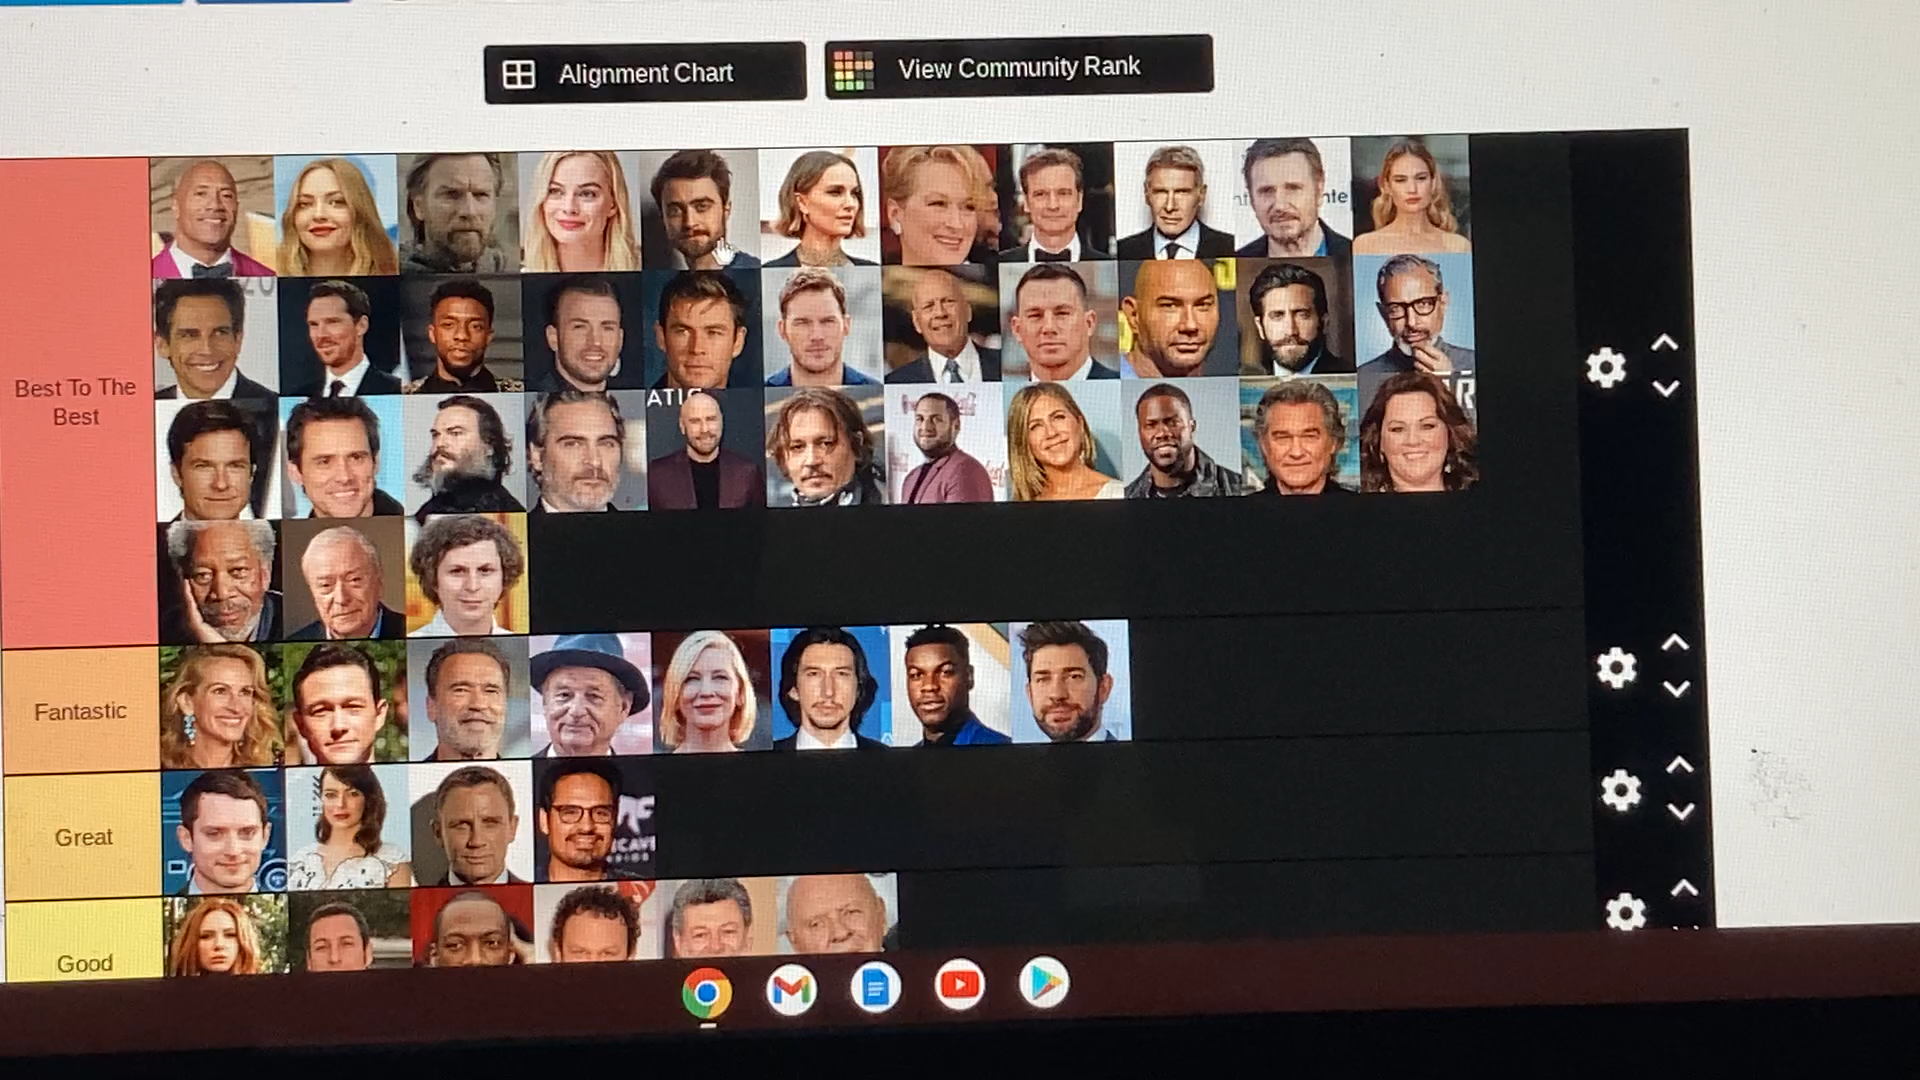 Alignment Chart
View Community Rank
Best To The
Best
Fantastic
Great
Good